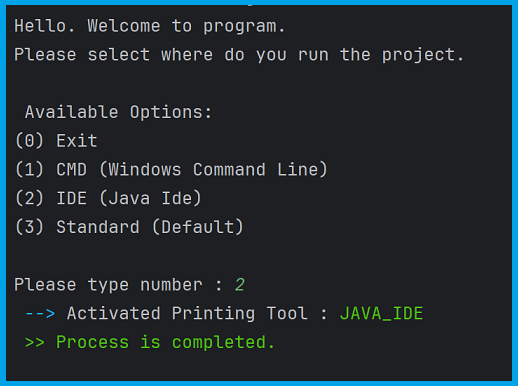 Hello. Welcome to program.
Please select where do you run the project.
Available Options:
(0) Exit
(1) CMD (Windows Command Line)
(2) IDE (Java Ide)
(3) Standard (Default)
Please type number : 2
--> Activated Printing Tool : JAVA_IDE
>> Process is completed.